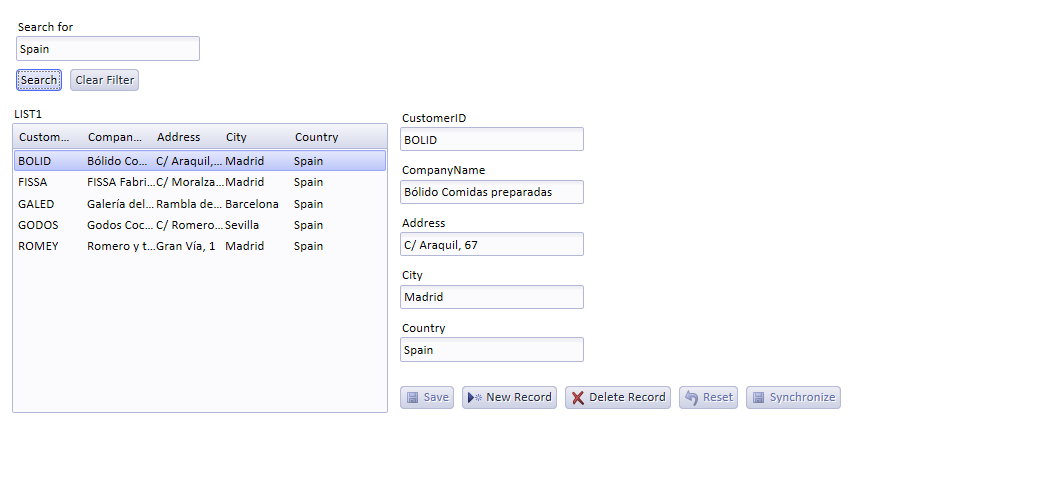 Search for
Spain
Search Clear Filter
LIST1
Custom... Compan... Address City Country
BOLID Bólido Co... C/ Araquil,... Madrid Spain
FISSA FISSA Fabri... C/ Moralza... Madrid Spain
GALED Galería del... Rambla de... Barcelona Spain
GODOS Godos Coc... C/ Romero... Sevilla Spain
ROMEY Romero y t... Gran Vía, 1 Madrid Spain
CustomerID
BOLID
CompanyName
Bólido Comidas preparadas
Address
C/ Araquil, 67
City
Madrid
Country
Spain
Save New Record Delete Record Reset Synchronize